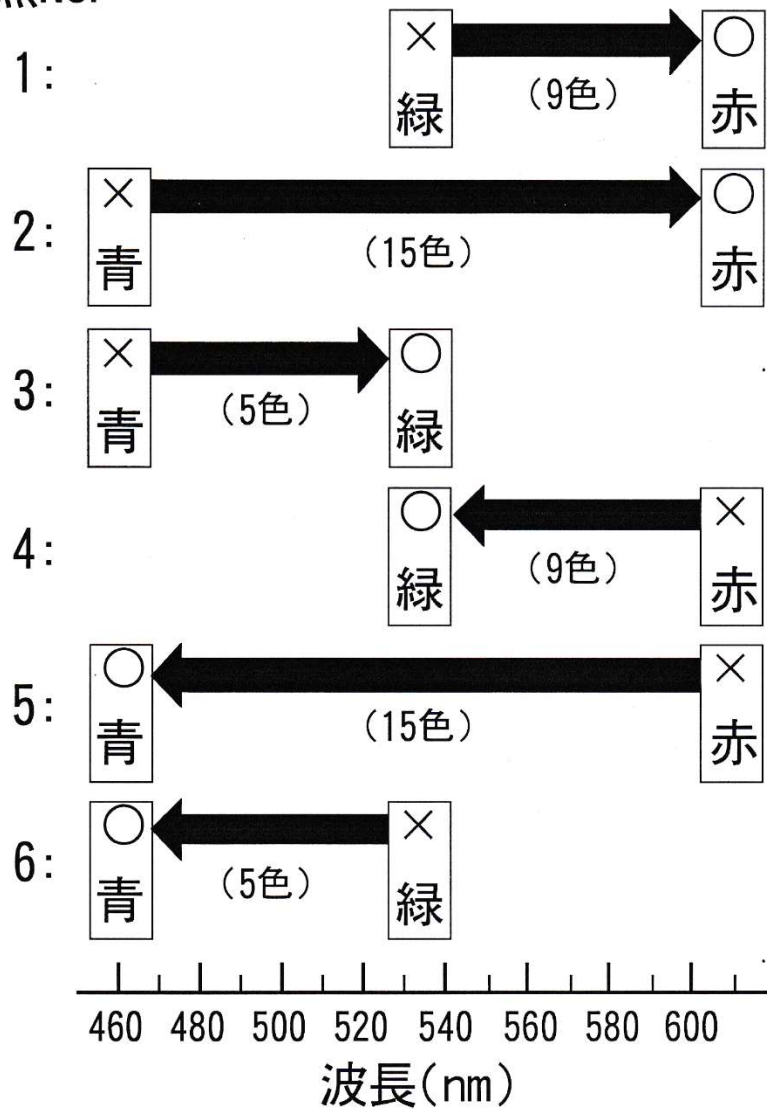 No.
1:
× ○
(9色)
緑 赤
2:
× ○
(15色)
青 赤
3:
× ○
(5色)
青 緑
4:
○ ×
(9色)
緑 赤
5:
○ ×
(15色)
青 赤
6:
○ ×
(5色)
青 緑
460 480 500 520 540 560 580 600
波長(nm)